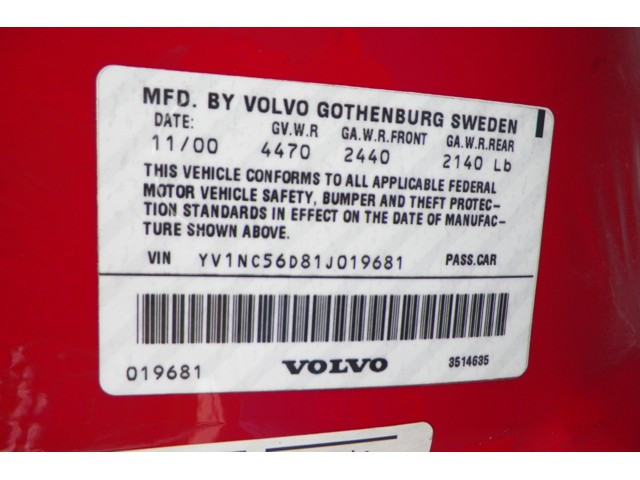 MFD. BY VOLVO GOTHENBURG SWEDEN
DATE: GV.W.R GA.W.R.FRONT GA.W.R.REAR
11/00 4470 2440 2140 Lb
THIS VEHICLE CONFORMS TO ALL APPLICABLE FEDERAL
MOTOR VEHICLE SAFETY, BUMPER AND THEFT PROTEC-
TION STANDARDS IN EFFECT ON THE DATE OF MANUFAC-
TURE SHOWN ABOVE.
VIN YV1NC56D81J019681 PASS.CAR
019681 VOLVO 3514635